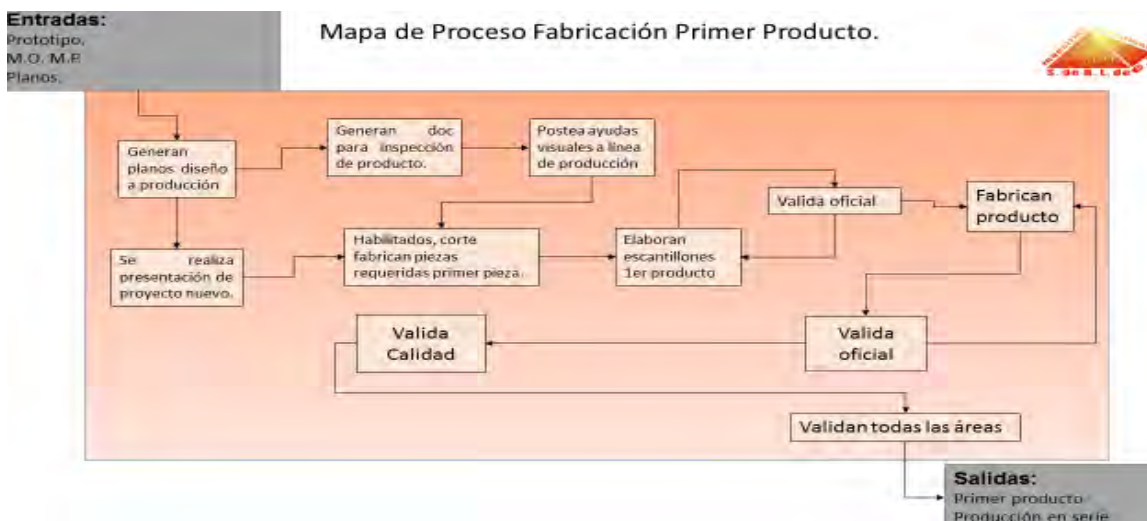 Entradas:
Prototipo.
M.O. M.P.
Planos.
Mapa de Proceso Fabricación Primer Producto.
S. de R. L. de
Generan
planos diseño
a producción
Generan doc
para inspección
de producto.
Postea ayudas
visuales a línea
de producción
Valida oficial
Fabrican
producto
Se realiza
presentación de
proyecto nuevo.
Habilitados, corte
fabrican piezas
requeridas primer pieza.
Elaboran
escantillones
1er producto
Valida
Calidad
Valida
oficial
Validan todas las áreas
Salidas:
Primer producto
Producción en serie